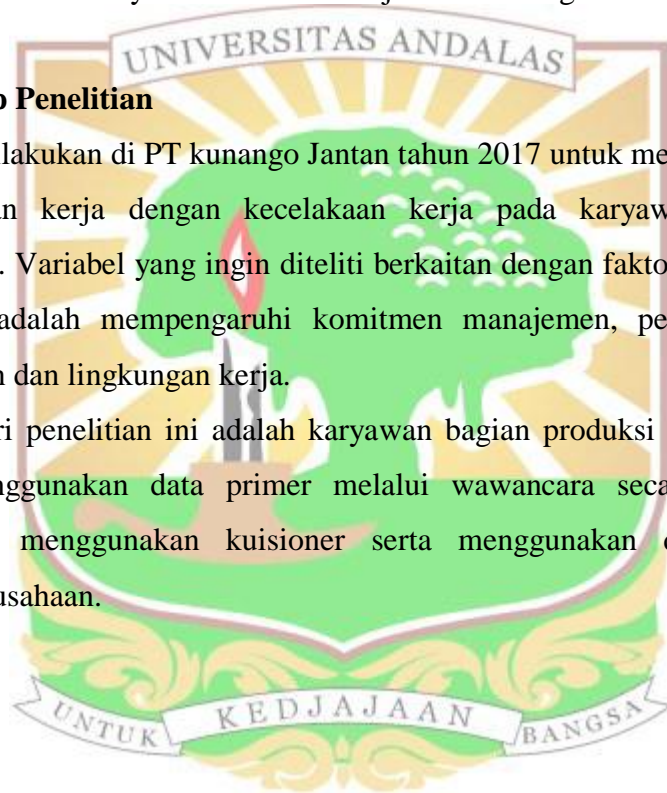 UNIVERSITAS ANDALAS
Penelitian
lakukan di PT kunango Jantan tahun 2017 untuk me
an kerja dengan kecelakaan kerja pada karyaw
. Variabel yang ingin diteliti berkaitan dengan fakto
adalah mempengaruhi komitmen manajemen, pe
n dan lingkungan kerja.
ri penelitian ini adalah karyawan bagian produksi
nggunakan data primer melalui wawancara seca
menggunakan kuisioner serta menggunakan
usahaan.
UNTUK KEDJAJAAN BANGSA